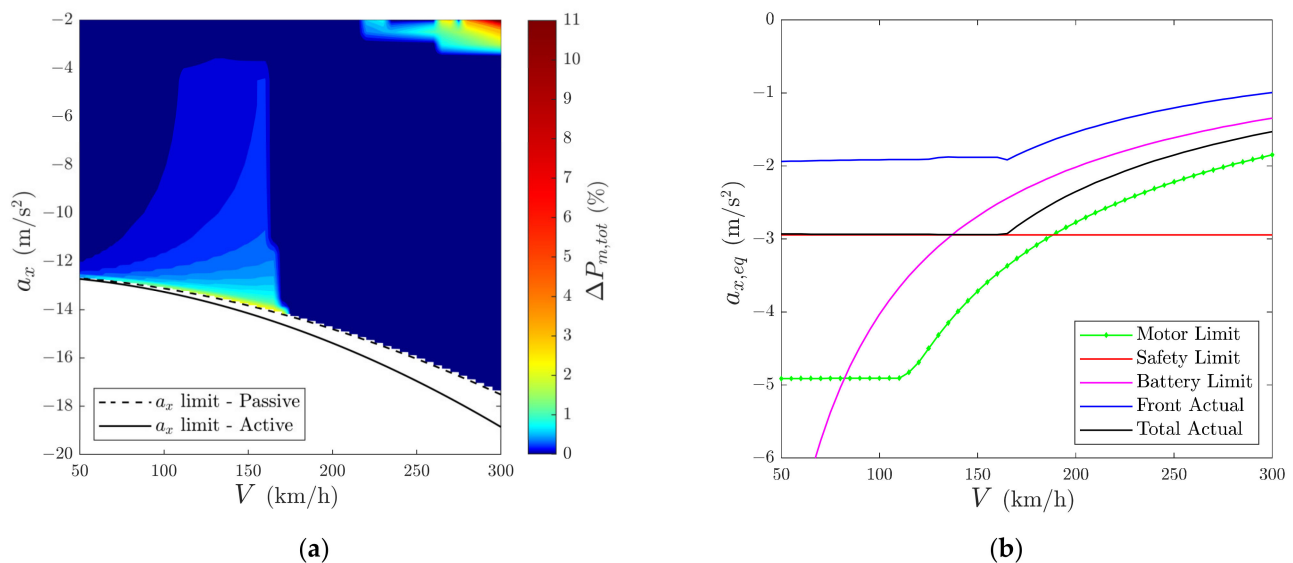 −2
−4
−6
−8
−10
−12
−14
−16
−18
−20
a_x (m/s²)
50
100
150
200
250
300
V (km/h)
a_x limit - Passive
a_x limit - Active
11
10
9
8
7
6
5
4
3
2
1
0
ΔP_{m,tot} (%)
(a)
0
−1
−2
−3
−4
−5
−6
a_{x,eq} (m/s²)
50
100
150
200
250
300
V (km/h)
Motor Limit
Safety Limit
Battery Limit
Front Actual
Total Actual
(b)